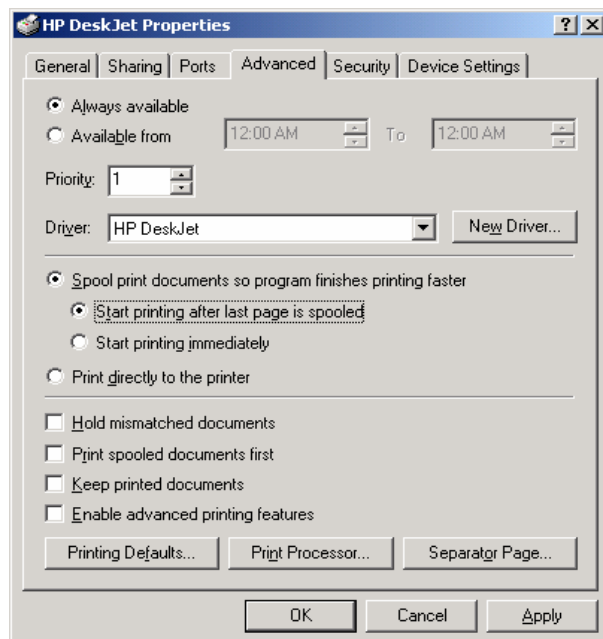 HP DeskJet Properties
General Sharing Ports Advanced Security Device Settings
Always available
Available from 12:00 AM To 12:00 AM
Priority: 1
Driver: HP DeskJet New Driver...
Spool print documents so program finishes printing faster
Start printing after last page is spooled
Start printing immediately
Print directly to the printer
Hold mismatched documents
Print spooled documents first
Keep printed documents
Enable advanced printing features
Printing Defaults... Print Processor... Separator Page...
OK Cancel Apply